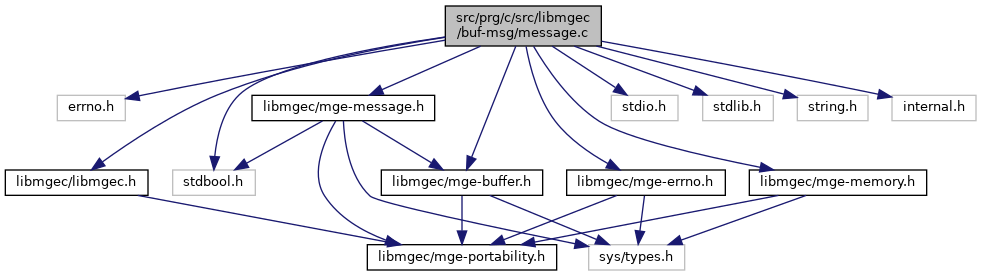 src/prg/c/src/libmgec
/buf-msg/message.c
errno.h
libmgec/mge-message.h
stdio.h
stdlib.h
string.h
internal.h
libmgec/libmgec.h
stdbool.h
libmgec/mge-buffer.h
libmgec/mge-errno.h
libmgec/mge-memory.h
libmgec/mge-portability.h
sys/types.h